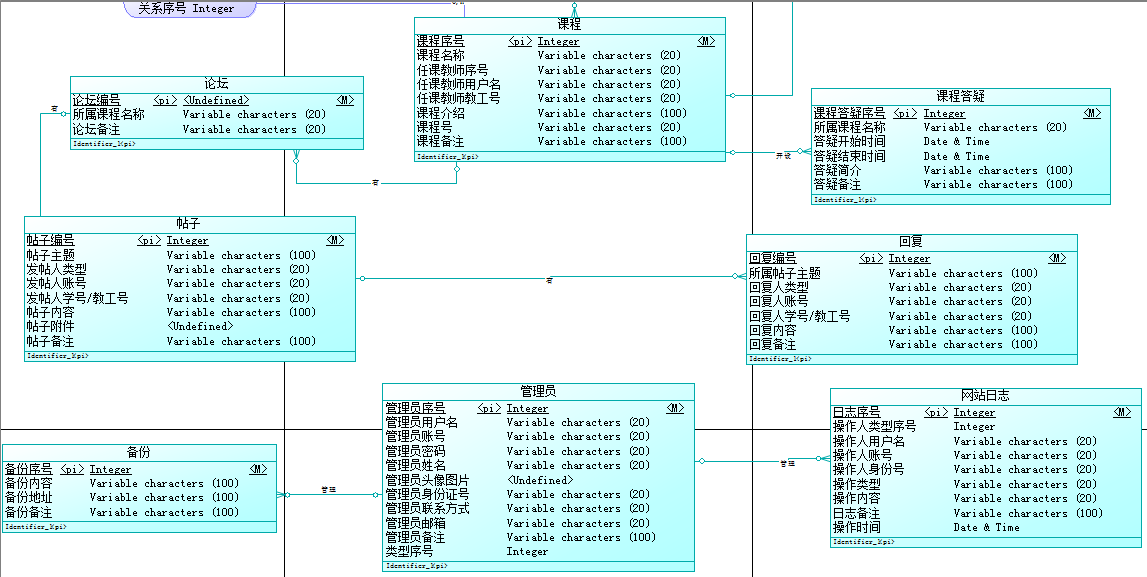 关系序号 Integer
课程
课程序号 <pi> Integer <M>
课程名称 Variable characters (20)
任课教师序号 Variable characters (20)
任课教师用户名 Variable characters (20)
任课教师教工号 Variable characters (20)
课程介绍 Variable characters (100)
课程号 Variable characters (20)
课程备注 Variable characters (100)
Identifier_1<pi>
论坛
论坛编号 <pi> <Undefined> <M>
所属课程名称 Variable characters (20)
论坛备注 Variable characters (20)
Identifier_1<pi>
有
有
课程答疑
课程答疑序号 <pi> Integer <M>
所属课程名称 Variable characters (20)
答疑开始时间 Date & Time
答疑结束时间 Date & Time
答疑简介 Variable characters (100)
答疑备注 Variable characters (100)
Identifier_1<pi>
开设
帖子
帖子编号 <pi> Integer <M>
帖子主题 Variable characters (100)
发帖人类型 Variable characters (20)
发帖人账号 Variable characters (20)
发帖人学号/教工号 Variable characters (20)
帖子内容 Variable characters (100)
帖子附件 <Undefined>
帖子备注 Variable characters (100)
Identifier_1<pi>
有
回复
回复编号 <pi> Integer <M>
所属帖子主题 Variable characters (100)
回复人类型 Variable characters (20)
回复人账号 Variable characters (20)
回复人学号/教工号 Variable characters (20)
回复内容 Variable characters (100)
回复备注 Variable characters (100)
Identifier_1<pi>
管理员
管理员序号 <pi> Integer <M>
管理员用户名 Variable characters (20)
管理员账号 Variable characters (20)
管理员密码 Variable characters (20)
管理员姓名 Variable characters (20)
管理员头像图片 <Undefined>
管理员身份证号 Variable characters (20)
管理员联系方式 Variable characters (20)
管理员邮箱 Variable characters (20)
管理员备注 Variable characters (100)
类型序号 Integer
Identifier_1<pi>
备份
备份序号 <pi> Integer <M>
备份内容 Variable characters (100)
备份地址 Variable characters (100)
备份备注 Variable characters (100)
Identifier_1<pi>
管理
管理
网站日志
日志序号 <pi> Integer <M>
操作人类型序号 Integer
操作人用户名 Variable characters (20)
操作人账号 Variable characters (20)
操作人身份号 Variable characters (20)
操作类型 Variable characters (20)
操作内容 Variable characters (20)
日志备注 Variable characters (100)
操作时间 Date & Time
Identifier_1<pi>